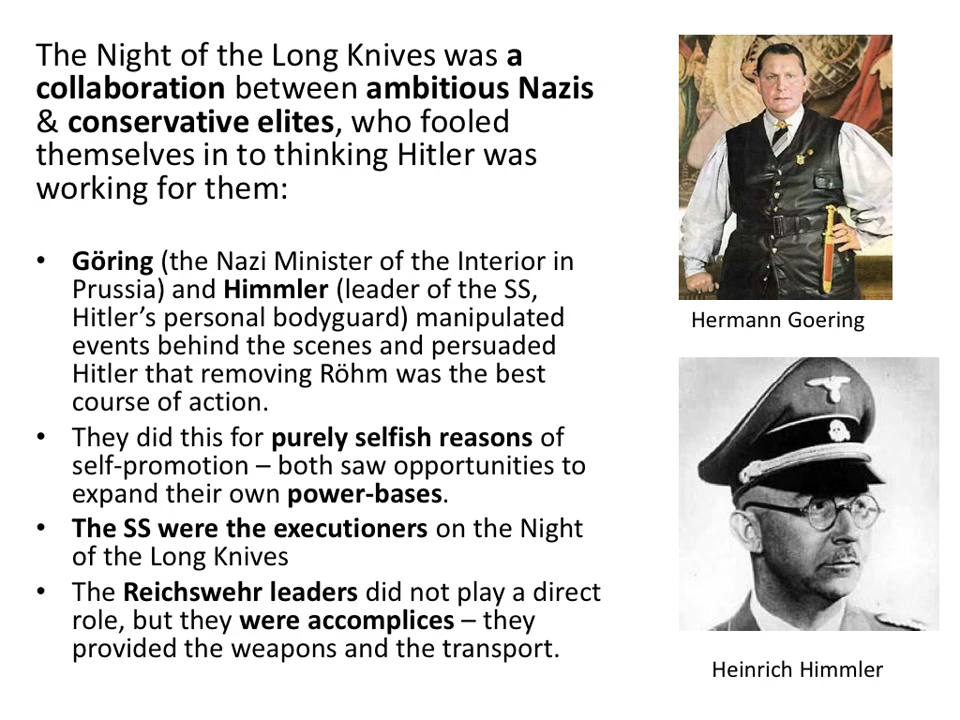 The Night of the Long Knives was a
collaboration between ambitious Nazis
& conservative elites, who fooled
themselves in to thinking Hitler was
working for them:
• Göring (the Nazi Minister of the Interior in
Prussia) and Himmler (leader of the SS,
Hitler’s personal bodyguard) manipulated
events behind the scenes and persuaded
Hitler that removing Röhm was the best
course of action.
• They did this for purely selfish reasons of
self-promotion – both saw opportunities to
expand their own power-bases.
• The SS were the executioners on the Night
of the Long Knives
• The Reichswehr leaders did not play a direct
role, but they were accomplices – they
provided the weapons and the transport.
Hermann Goering
Heinrich Himmler